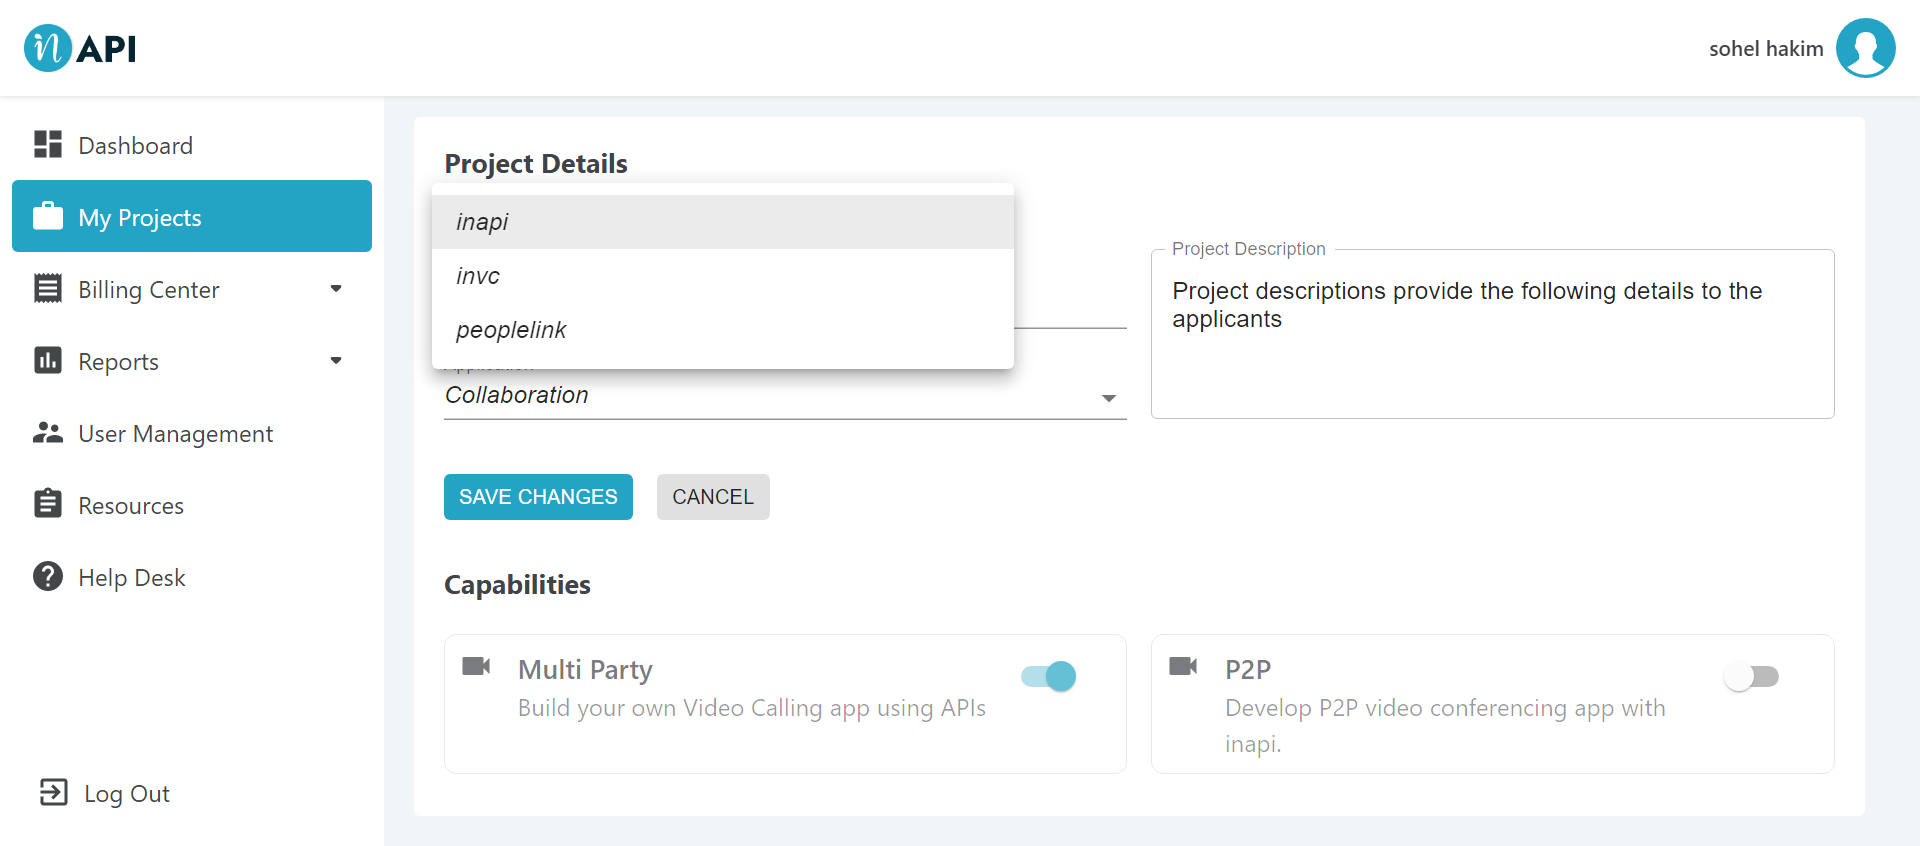 in API
sohel hakim
Dashboard
My Projects
Billing Center
Reports
User Management
Resources
Help Desk
Log Out
Project Details
inapi
invc
peoplelink
Application
Collaboration
Project Description
Project descriptions provide the following details to the
applicants
SAVE CHANGES
CANCEL
Capabilities
Multi Party
Build your own Video Calling app using APIs
P2P
Develop P2P video conferencing app with
inapi.